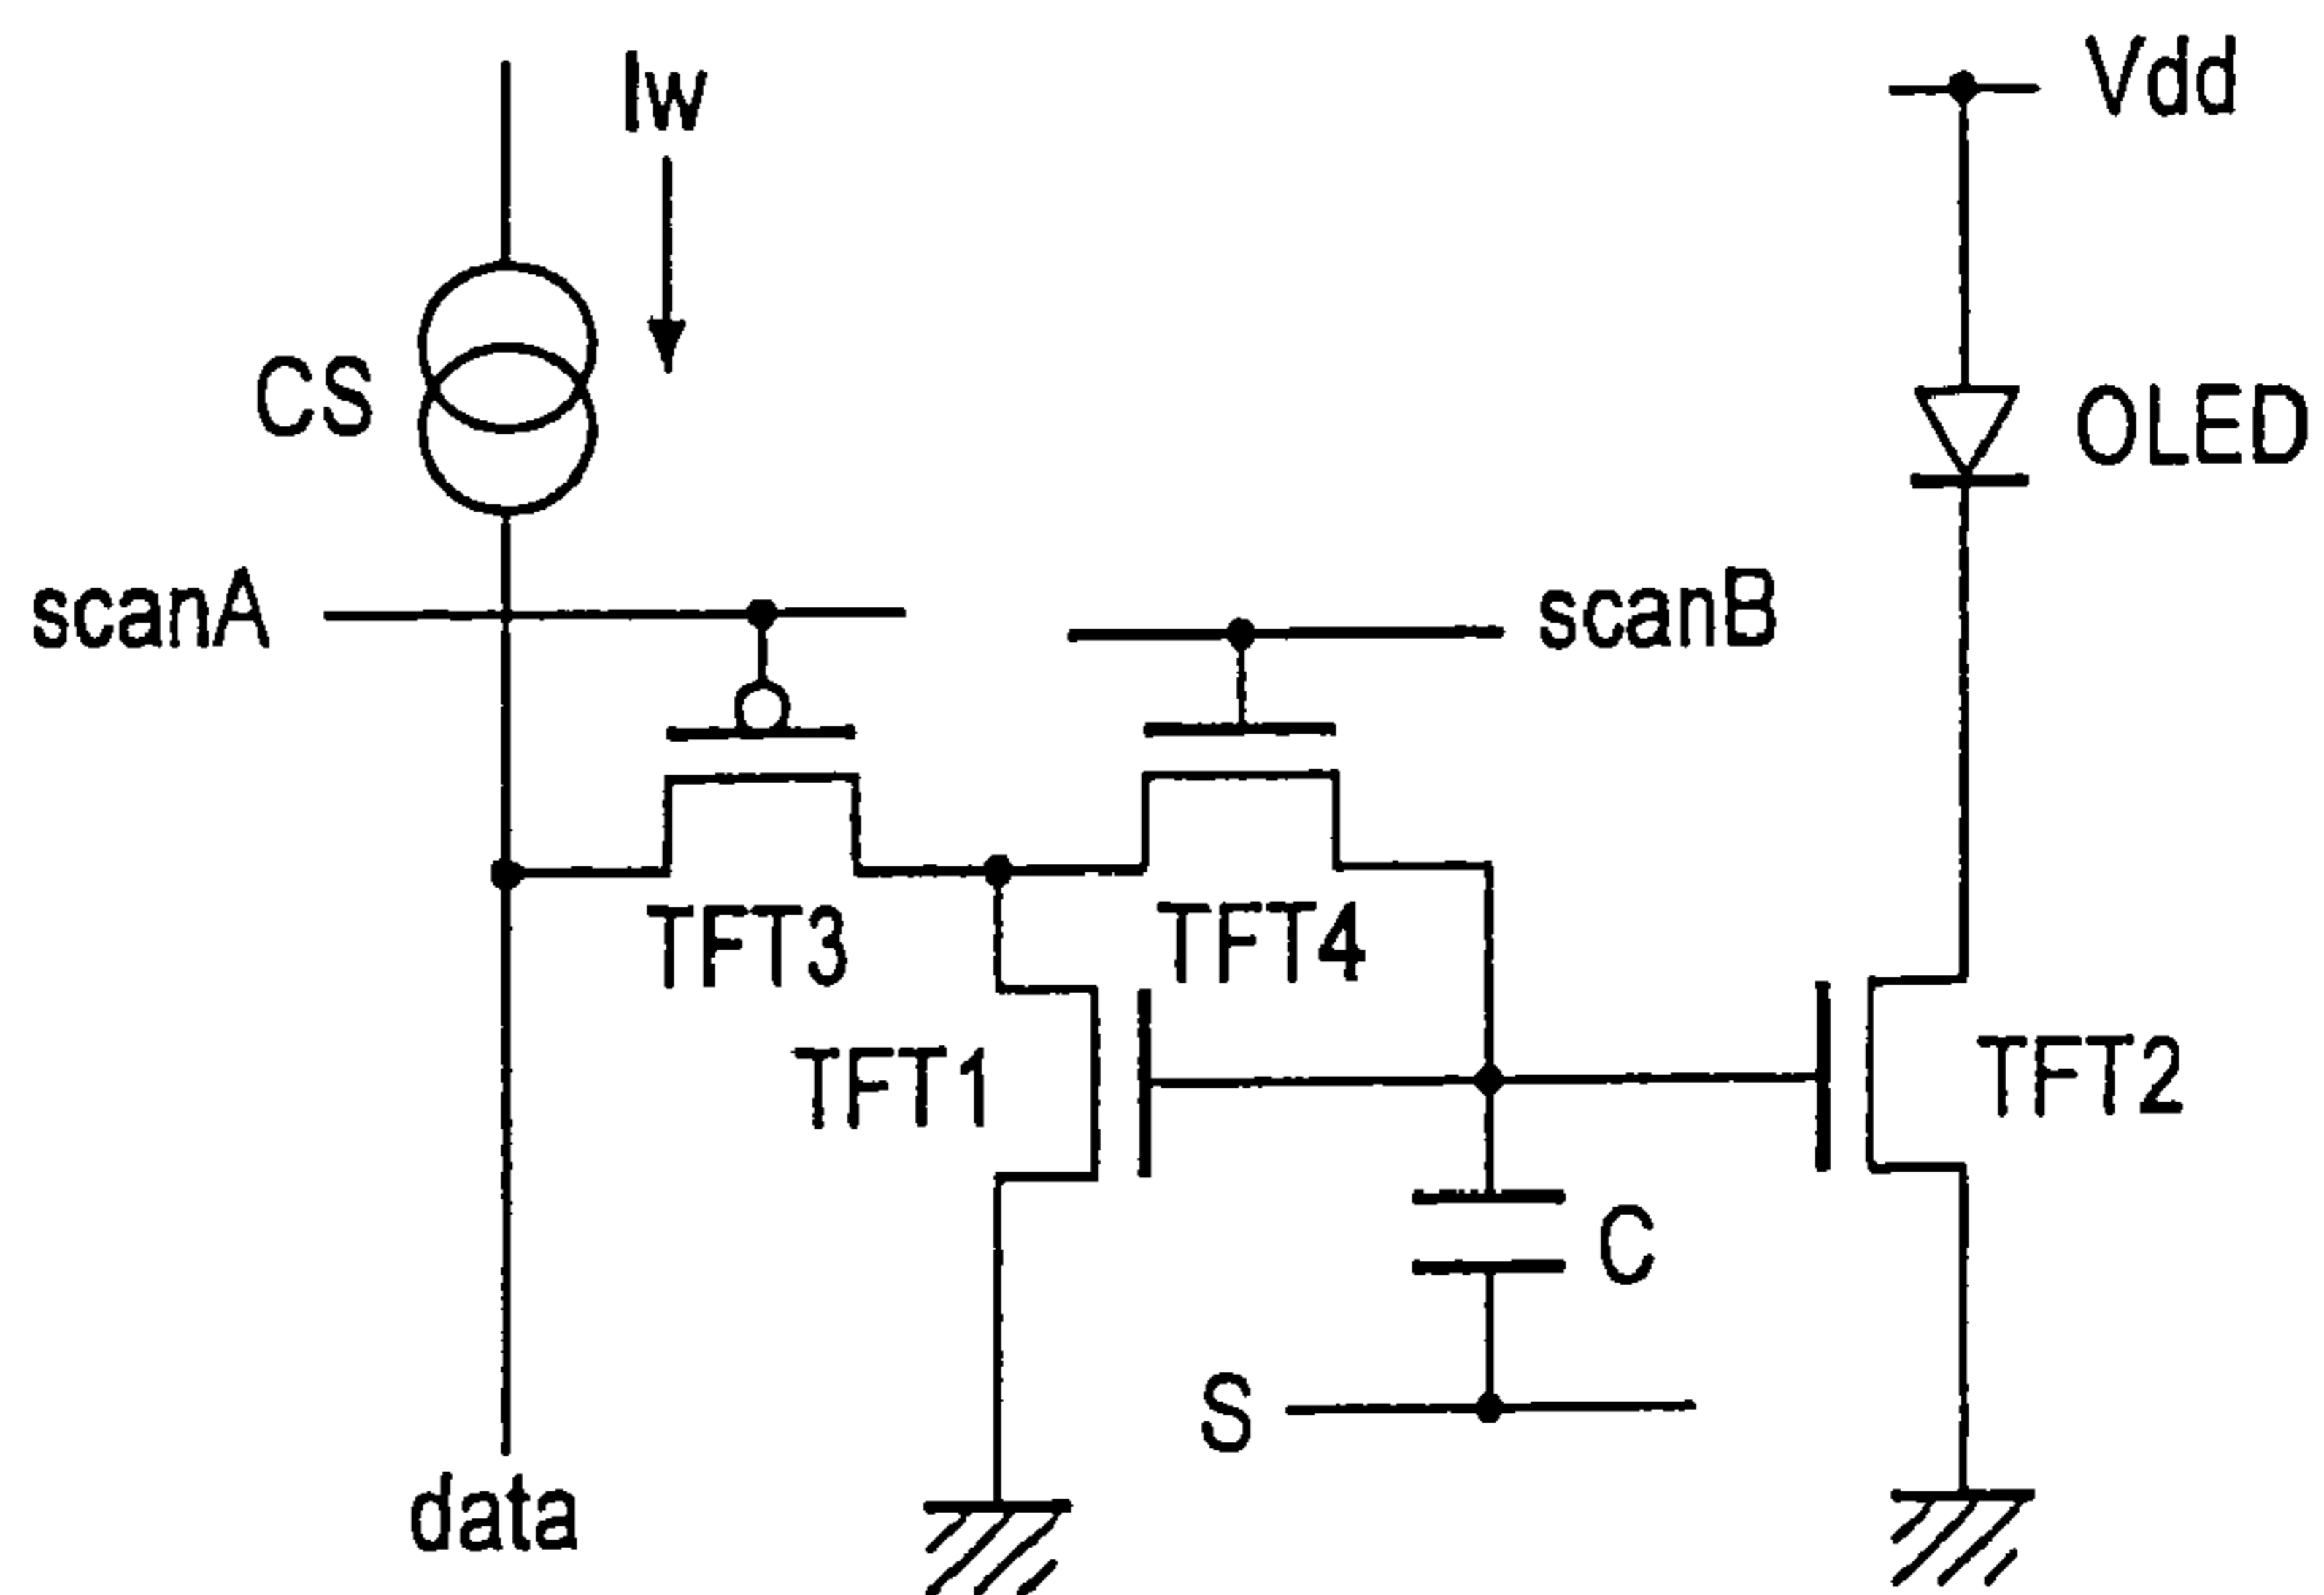 Iw
Vdd
CS
OLED
scanA
scanB
TFT3
TFT4
TFT1
TFT2
C
S
data